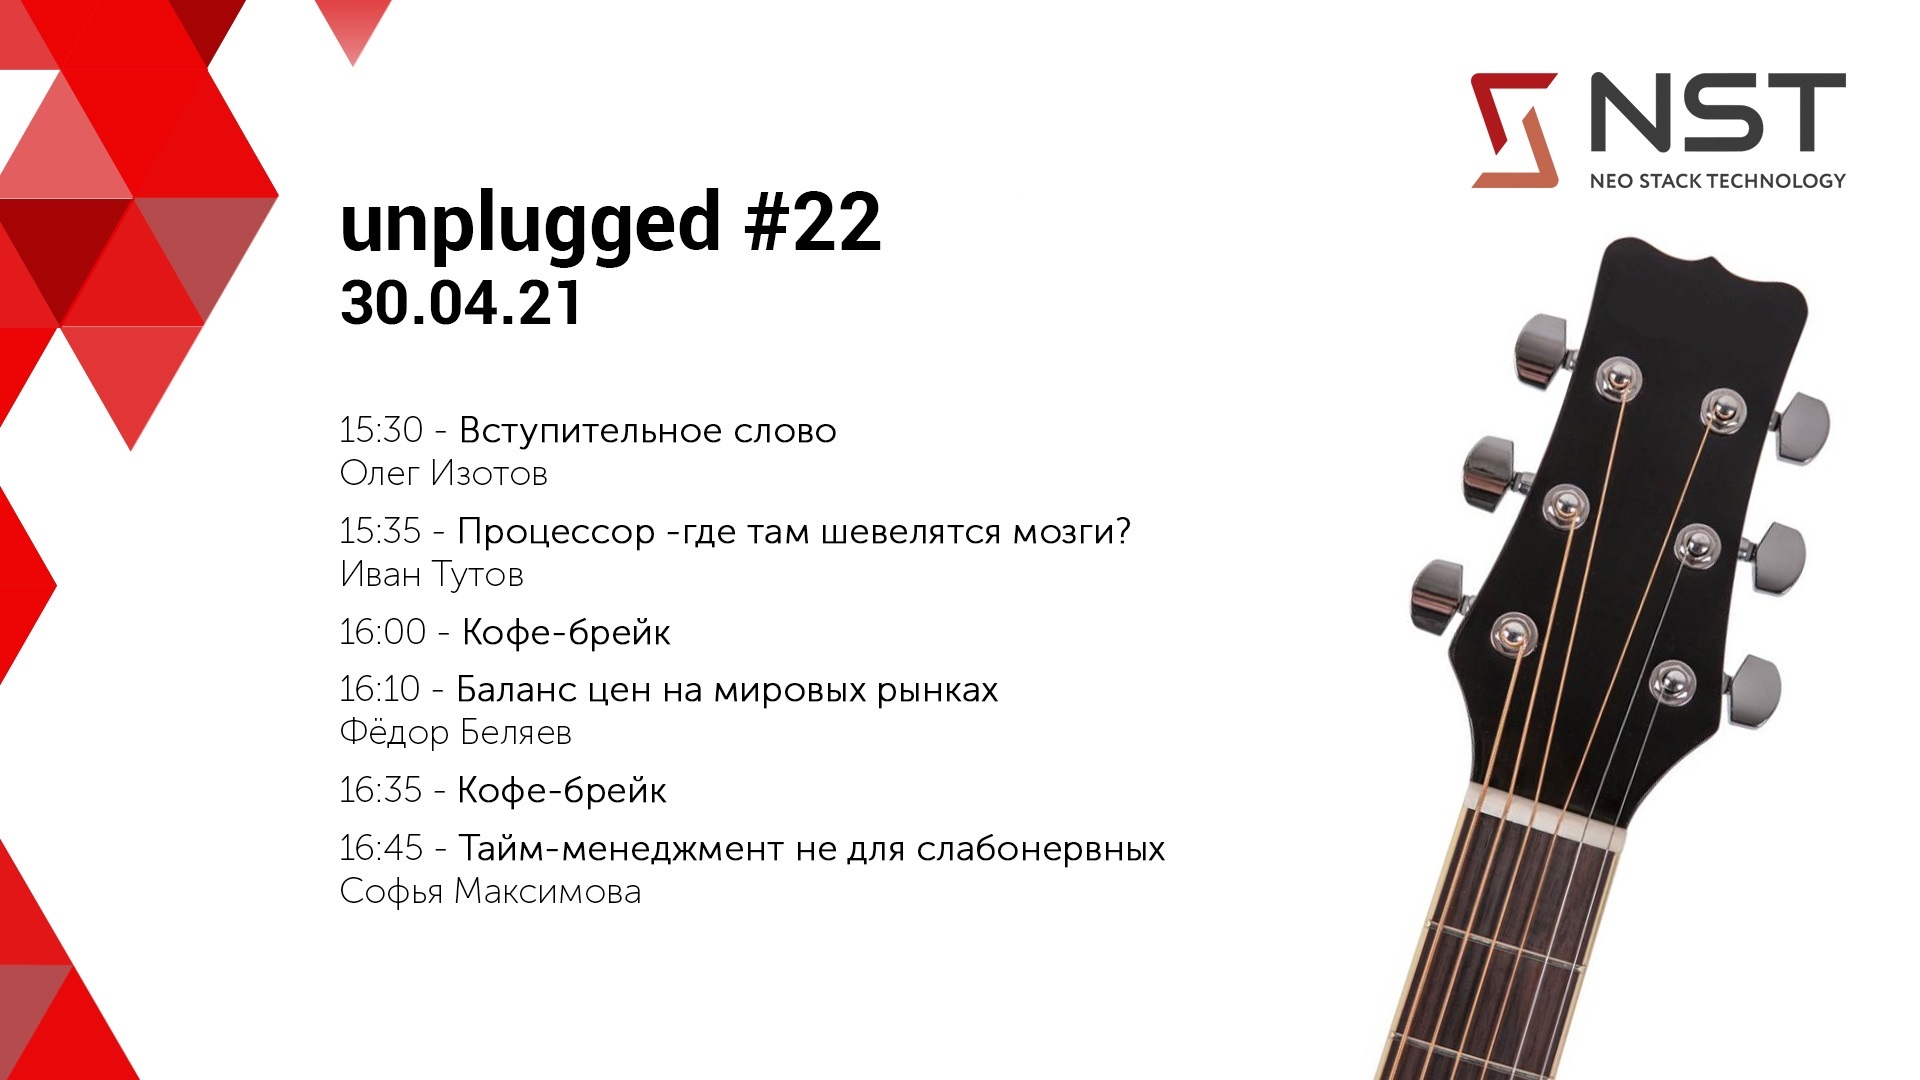 NST
NEO STACK TECHNOLOGY
unplugged #22
30.04.21
15:30 - Вступительное слово
Олег Изотов
15:35 - Процессор -где там шевелятся мозги?
Иван Тутов
16:00 - Кофе-брейк
16:10 - Баланс цен на мировых рынках
Фёдор Беляев
16:35 - Кофе-брейк
16:45 - Тайм-менеджмент не для слабонервных
Софья Максимова